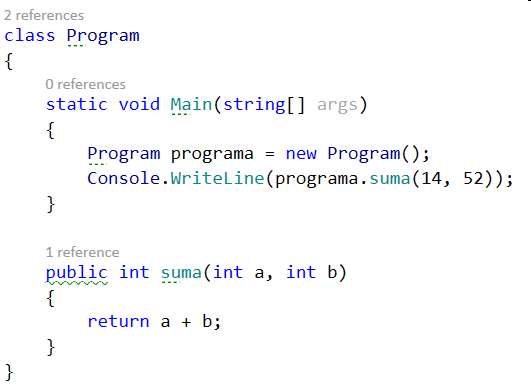 2 references
class Program
{
0 references
static void Main(string[] args)
{
Program programa = new Program();
Console.WriteLine(programa.suma(14, 52));
}
1 reference
public int suma(int a, int b)
{
return a + b;
}
}